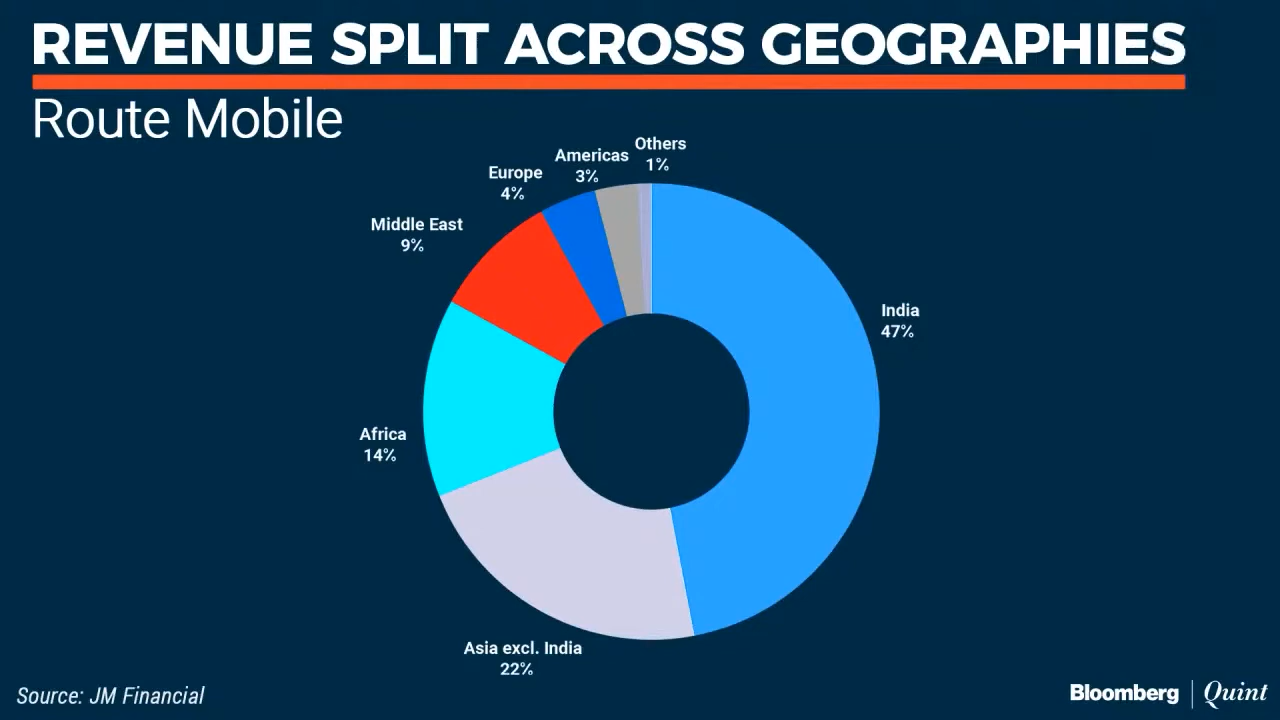 REVENUE SPLIT ACROSS GEOGRAPHIES
Route Mobile
Others
1%
Americas
3%
Europe
4%
Middle East
9%
India
47%
Africa
14%
Asia excl. India
22%
Source: JM Financial
Bloomberg | Quint